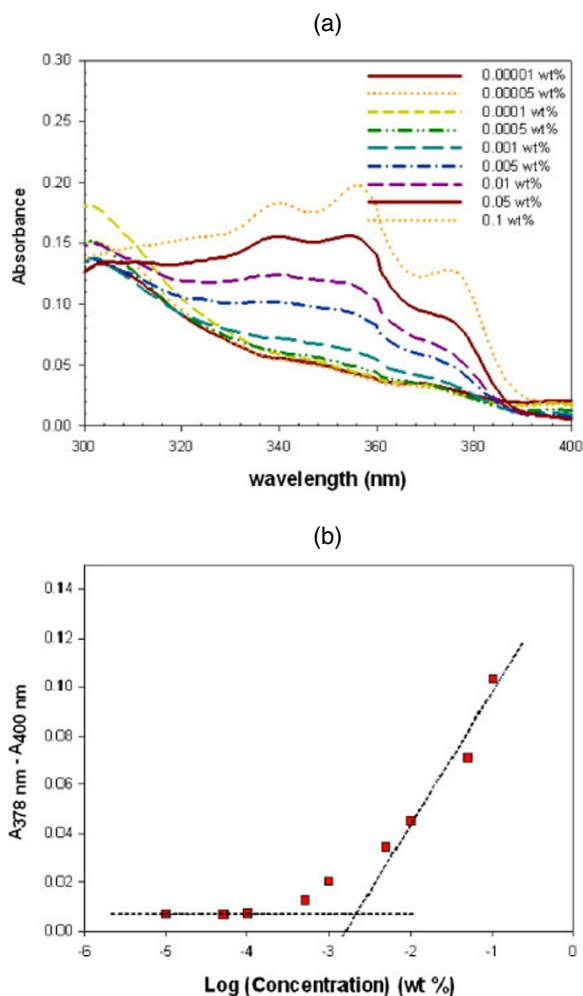 (a)
0.30
0.25
0.20
0.15
0.10
0.05
0.00
Absorbance
0.00001 wt%
0.00005 wt%
0.0001 wt%
0.0005 wt%
0.001 wt%
0.005 wt%
0.01 wt%
0.05 wt%
0.1 wt%
300 320 340 360 380 400
wavelength (nm)
(b)
0.14
0.12
0.10
0.08
0.06
0.04
0.02
0.00
A378 nm - A400 nm
-6 -5 -4 -3 -2 -1 0
Log (Concentration) (wt %)